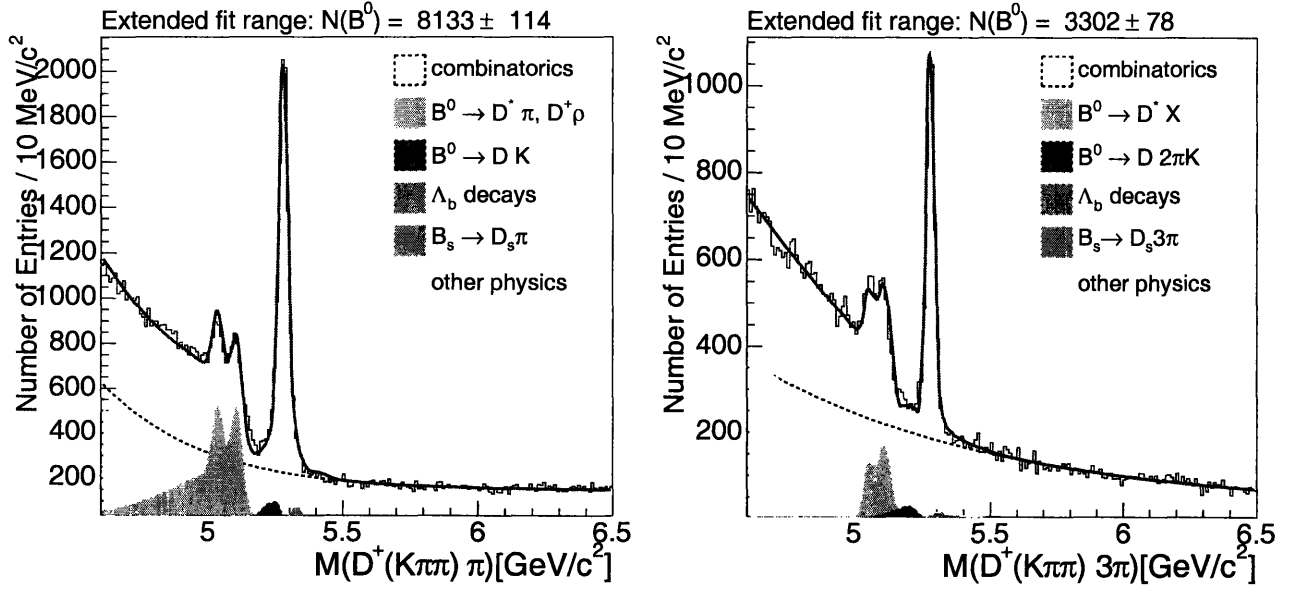 Extended fit range: N(B⁰) = 8133 ± 114
Number of Entries / 10 MeV/c²
2000
1800
1600
1400
1200
1000
800
600
400
200
combinatorics
B⁰ → D* π, D⁺ρ
B⁰ → D K
Λb decays
Bs → Dsπ
other physics
5
5.5
6
6.5
M(D⁺(Kππ) π)[GeV/c²]
Extended fit range: N(B⁰) = 3302 ± 78
Number of Entries / 10 MeV/c²
1000
800
600
400
200
combinatorics
B⁰ → D* X
B⁰ → D 2πK
Λb decays
Bs → Ds3π
other physics
5
5.5
6
6.5
M(D⁺(Kππ) 3π)[GeV/c²]